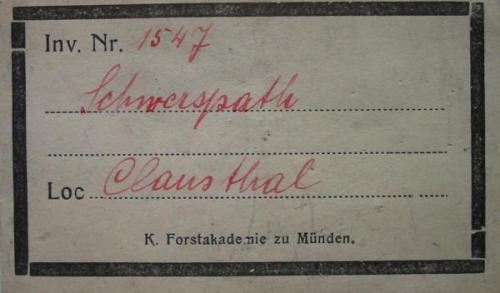 Inv. Nr. 1547
Schwerspath
Loc Clausthal
K. Forstakademie zu Münden.